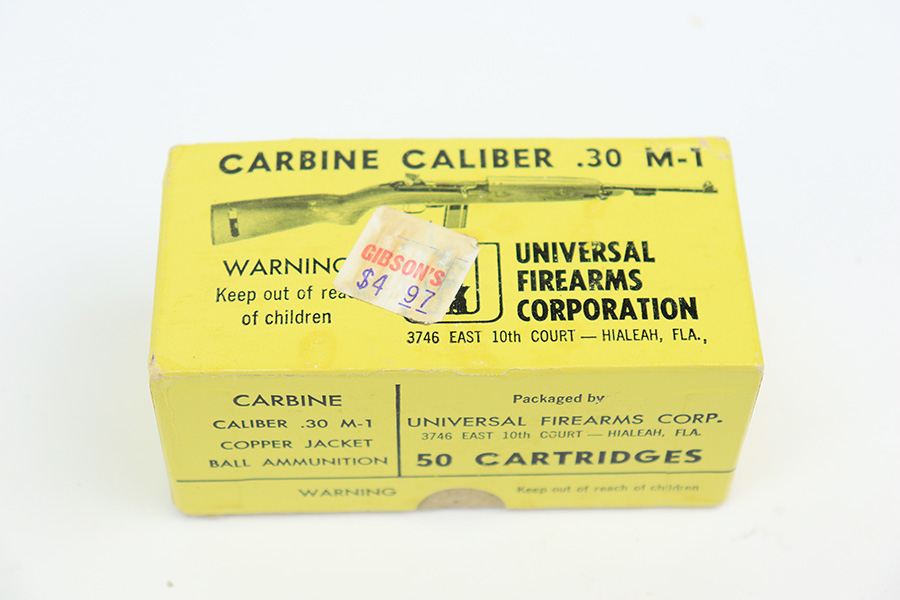 CARBINE CALIBER .30 M-1
GIBSON'S
$4 97
WARNING
Keep out of
of children
UNIVERSAL
FIREARMS
CORPORATION
3746 EAST 10th COURT — HIALEAH, FLA.,
CARBINE
CALIBER .30 M-1
COPPER JACKET
BALL AMMUNITION
Packaged by
UNIVERSAL FIREARMS CORP.
3746 EAST 10th COURT — HIALEAH, FLA.
50 CARTRIDGES
WARNING
Keep out of reach of children